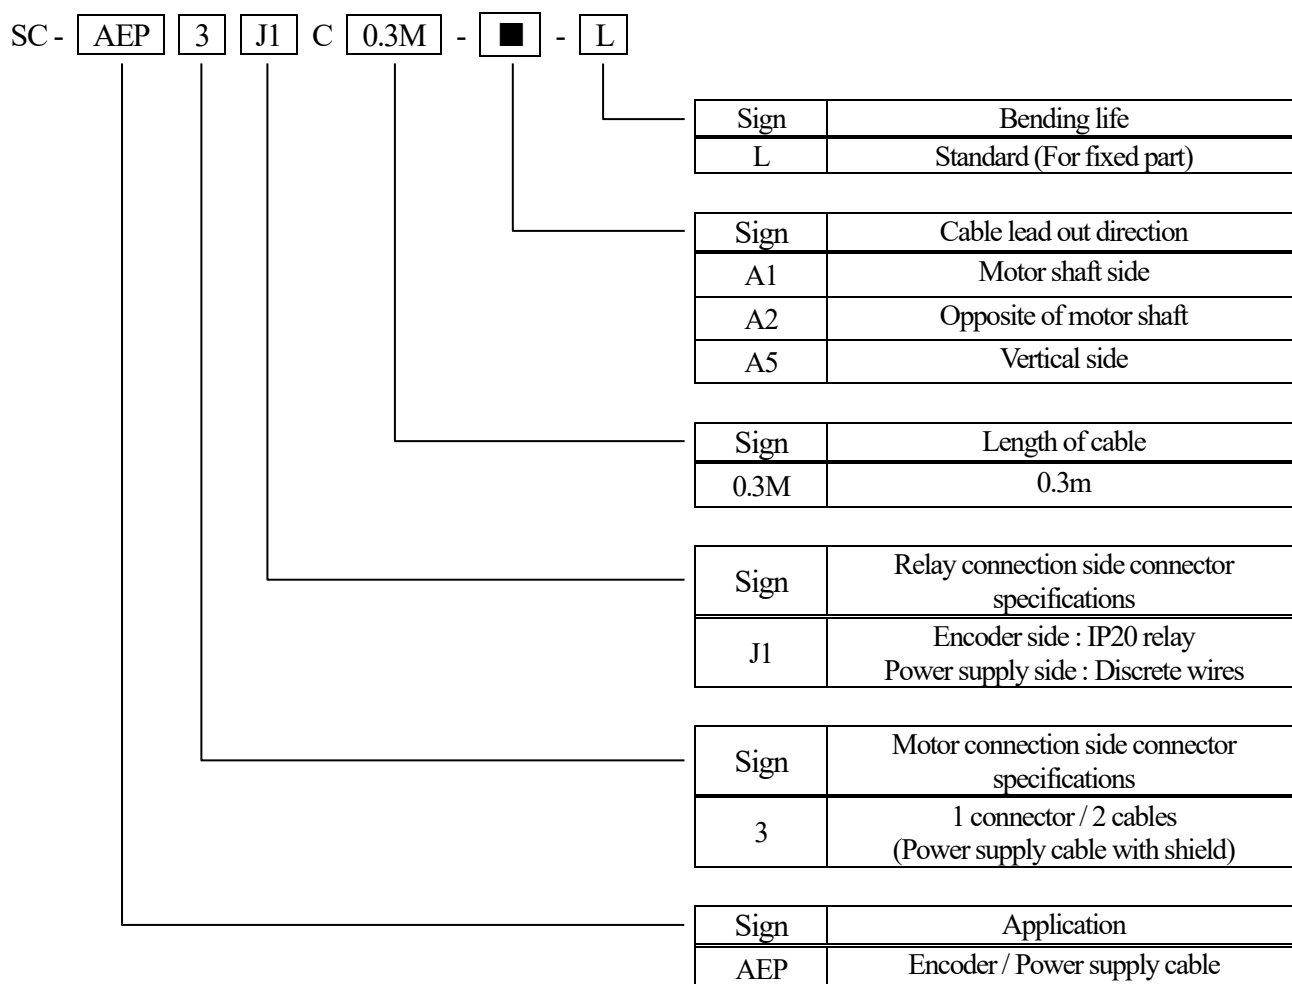 SC - AEP 3 J1 C 0.3M - ■ - L
Sign Bending life
L Standard (For fixed part)
Sign Cable lead out direction
A1 Motor shaft side
A2 Opposite of motor shaft
A5 Vertical side
Sign Length of cable
0.3M 0.3m
Sign Relay connection side connector
specifications
J1 Encoder side : IP20 relay
Power supply side : Discrete wires
Sign Motor connection side connector
specifications
3 1 connector / 2 cables
(Power supply cable with shield)
Sign Application
AEP Encoder / Power supply cable